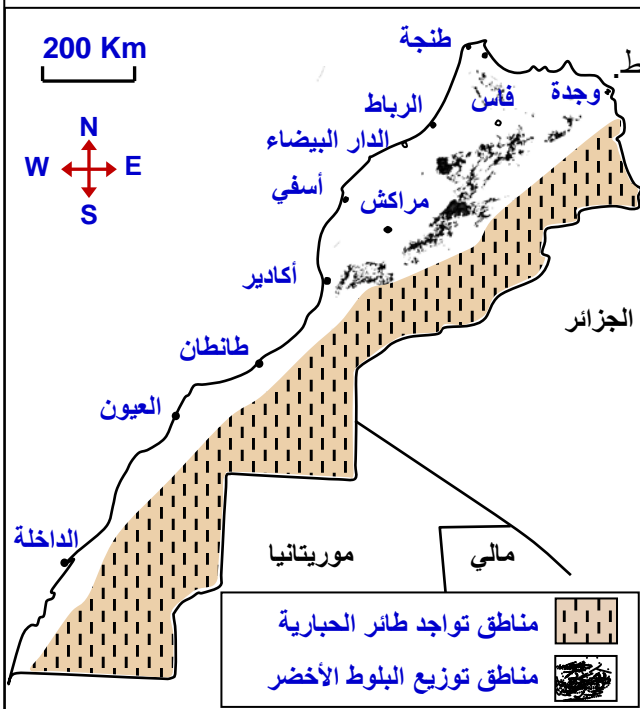 طنجة
200 Km
ط.
وجدة
فاس
الرباط
الدار البيضاء
N
W E
S
أسفي
مراكش
أكادير
الجزائر
طانطان
العيون
الداخلة
موريتانيا
مالي
مناطق تواجد طائر الحبارية
مناطق توزيع البلوط الأخضر